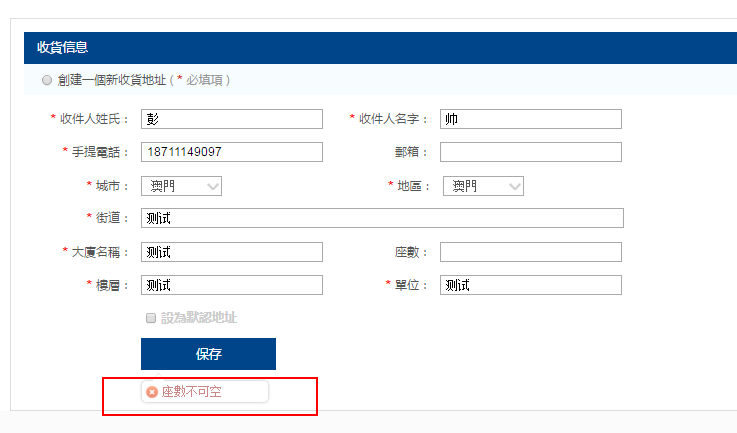 收貨信息
創建一個新收貨地址 ( * 必填項 )
* 收件人姓氏： 彭 * 收件人名字： 帅
* 手提電話： 18711149097 郵箱：
* 城市： 澳門 * 地區： 澳門
* 街道： 测试
* 大廈名稱： 测试 座數：
* 樓層： 测试 * 單位： 测试
設為默認地址
保存
座數不可空